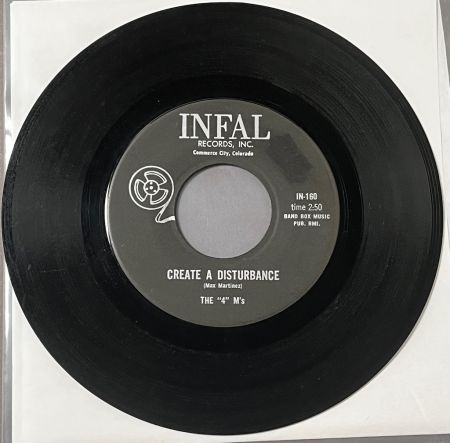 INFAL
RECORDS, INC.
Commerce City, Colorado
IN-160
time 2:50
BAND BOX MUSIC
PUB. BMI.
CREATE A DISTURBANCE
(Max Martinez)
THE "4" M's